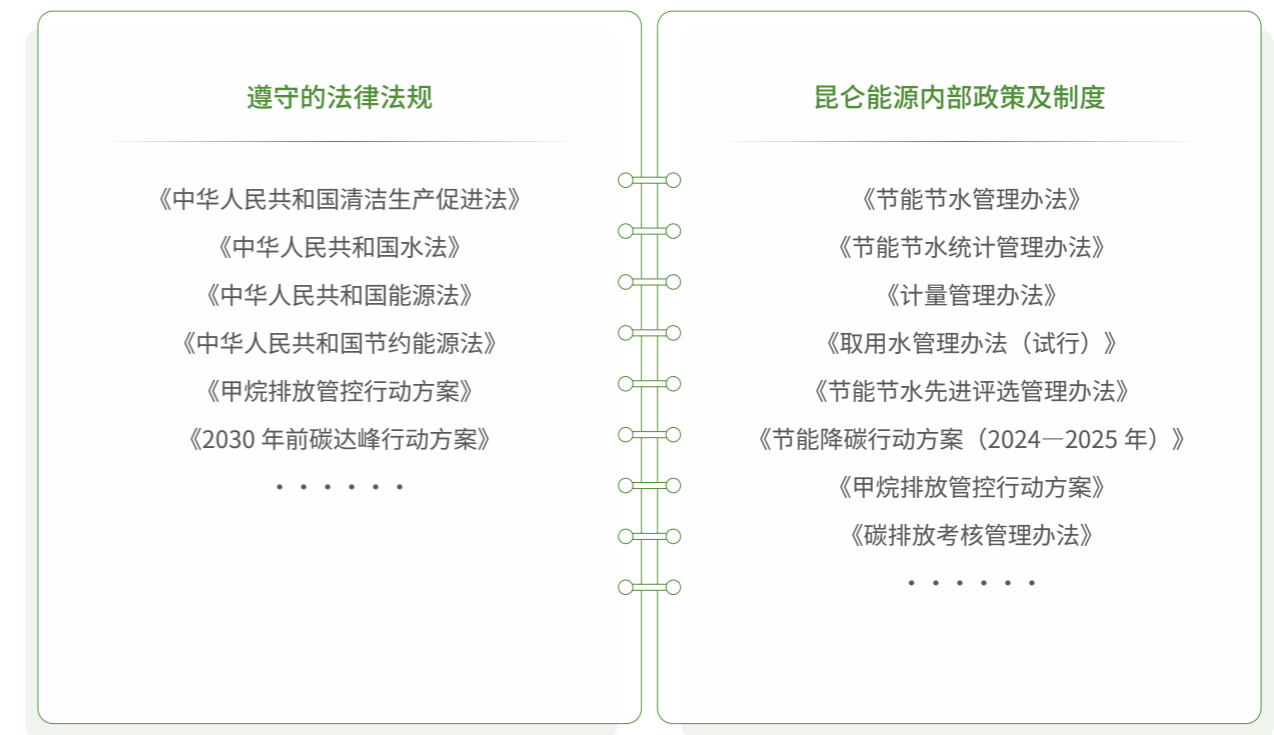 遵守的法律法规
《中华人民共和国清洁生产促进法》
《中华人民共和国水法》
《中华人民共和国能源法》
《中华人民共和国节约能源法》
《甲烷排放管控行动方案》
《2030 年前碳达峰行动方案》
······
昆仑能源内部政策及制度
《节能节水管理办法》
《节能节水统计管理办法》
《计量管理办法》
《取用水管理办法（试行）》
《节能节水先进评选管理办法》
《节能降碳行动方案（2024—2025 年）》
《甲烷排放管控行动方案》
《碳排放考核管理办法》
······